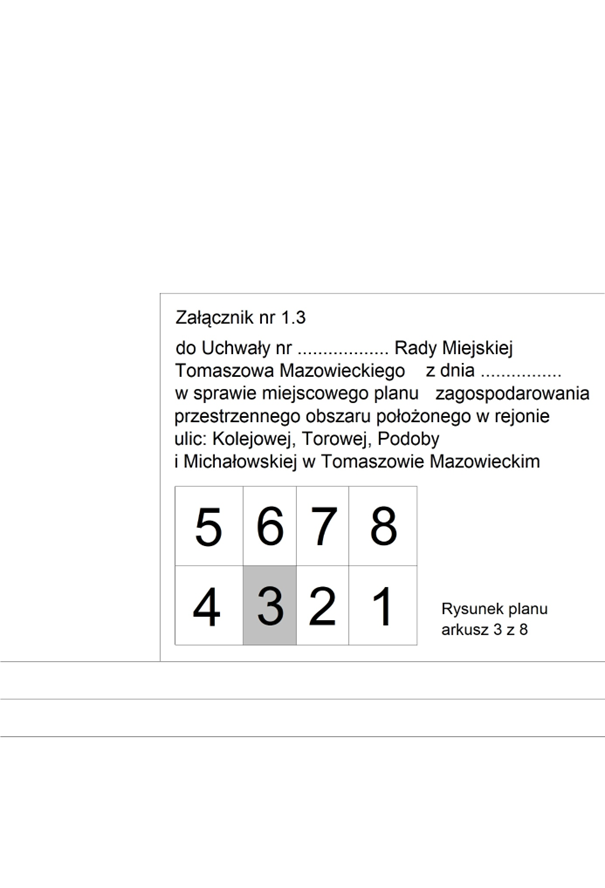 Załącznik nr 1.3
do Uchwały nr .................. Rady Miejskiej
Tomaszowa Mazowieckiego z dnia ................
w sprawie miejscowego planu zagospodarowania
przestrzennego obszaru położonego w rejonie
ulic: Kolejowej, Torowej, Podoby
i Michałowskiej w Tomaszowie Mazowieckim
5 6 7 8
4 3 2 1
Rysunek planu
arkusz 3 z 8